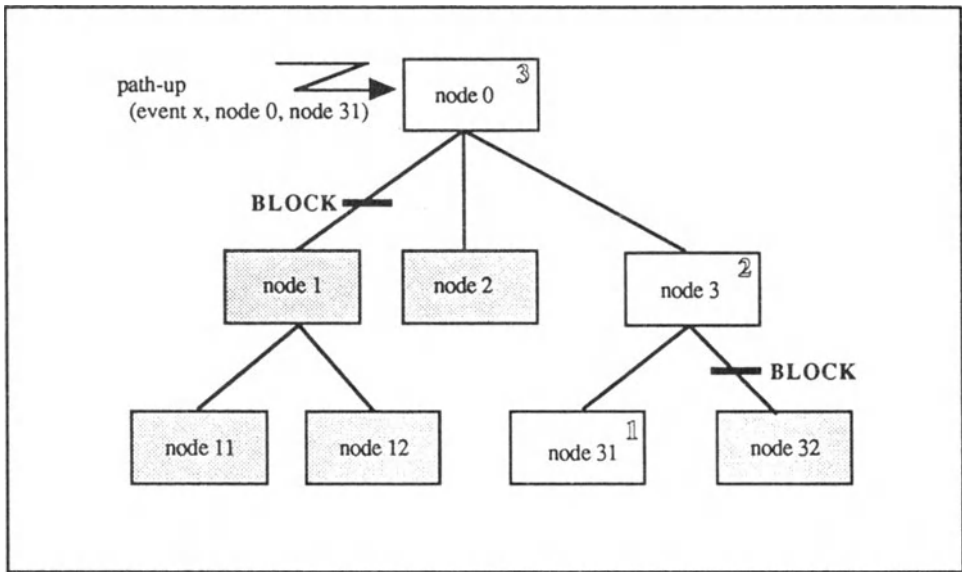 3
path-up
node 0
(event x, node 0, node 31)
BLOCK
2
node 1
node 2
node 3
BLOCK
1
node 11
node 12
node 31
node 32